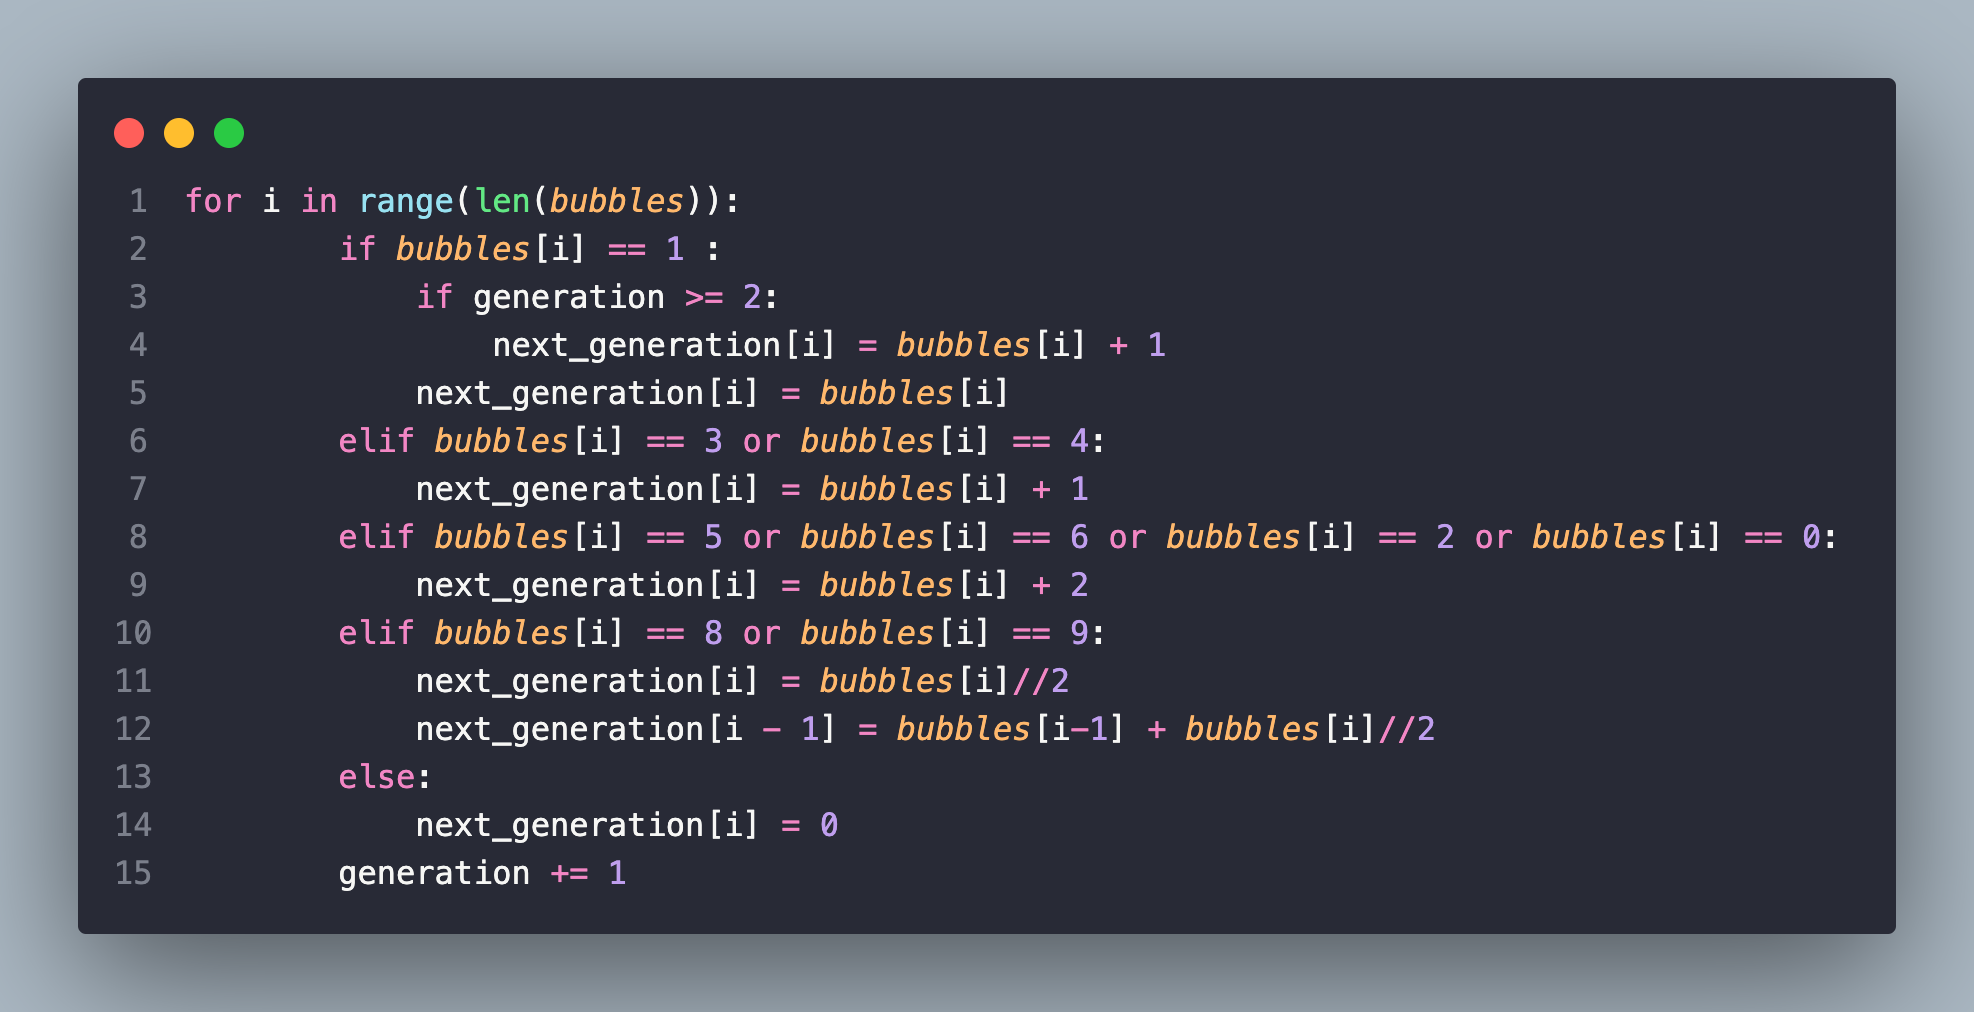 1 for i in range(len(bubbles)):
2         if bubbles[i] == 1 :
3             if generation >= 2:
4                 next_generation[i] = bubbles[i] + 1
5             next_generation[i] = bubbles[i]
6         elif bubbles[i] == 3 or bubbles[i] == 4:
7             next_generation[i] = bubbles[i] + 1
8         elif bubbles[i] == 5 or bubbles[i] == 6 or bubbles[i] == 2 or bubbles[i] == 0:
9             next_generation[i] = bubbles[i] + 2
10         elif bubbles[i] == 8 or bubbles[i] == 9:
11             next_generation[i] = bubbles[i]//2
12             next_generation[i - 1] = bubbles[i-1] + bubbles[i]//2
13         else:
14             next_generation[i] = 0
15         generation += 1